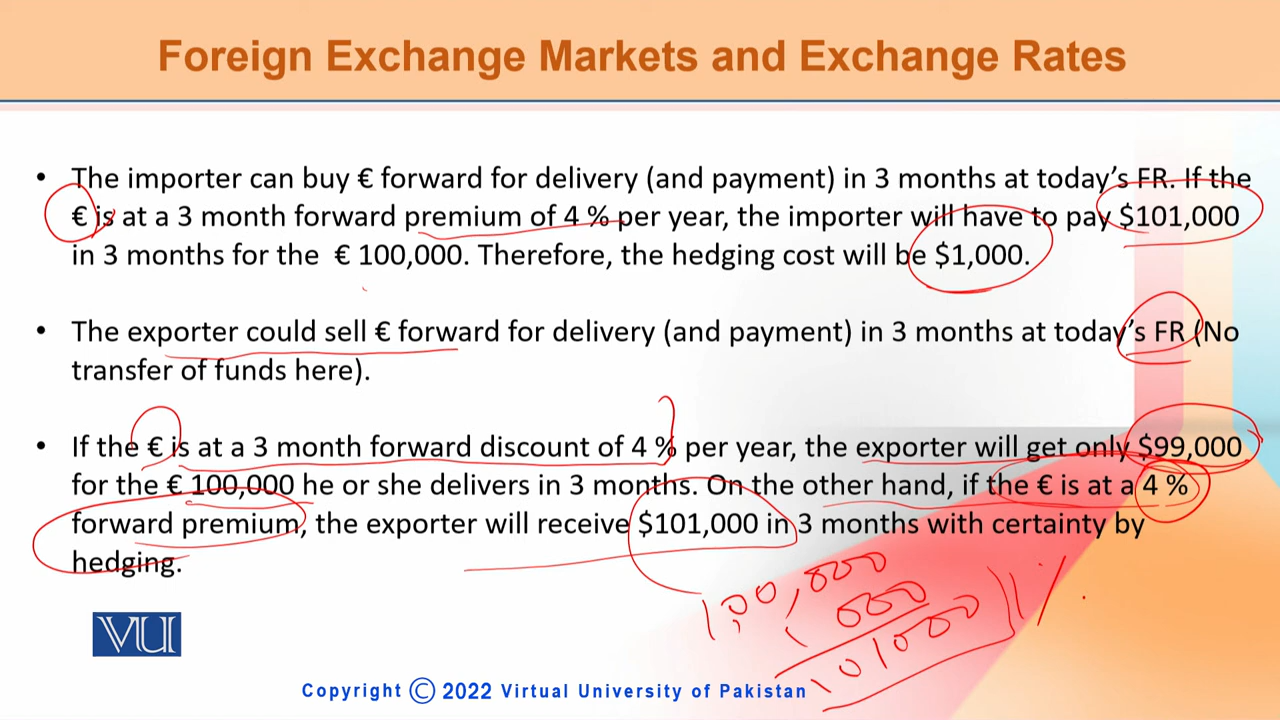 Foreign Exchange Markets and Exchange Rates
• The importer can buy € forward for delivery (and payment) in 3 months at today’s FR. If the
€ is at a 3 month forward premium of 4 % per year, the importer will have to pay $101,000
in 3 months for the € 100,000. Therefore, the hedging cost will be $1,000.
• The exporter could sell € forward for delivery (and payment) in 3 months at today’s FR (No
transfer of funds here).
• If the € is at a 3 month forward discount of 4 % per year, the exporter will get only $99,000
for the € 100,000 he or she delivers in 3 months. On the other hand, if the € is at a 4 %
forward premium, the exporter will receive $101,000 in 3 months with certainty by
hedging.
100,000
1000
101000
1%
VU
Copyright © 2022 Virtual University of Pakistan